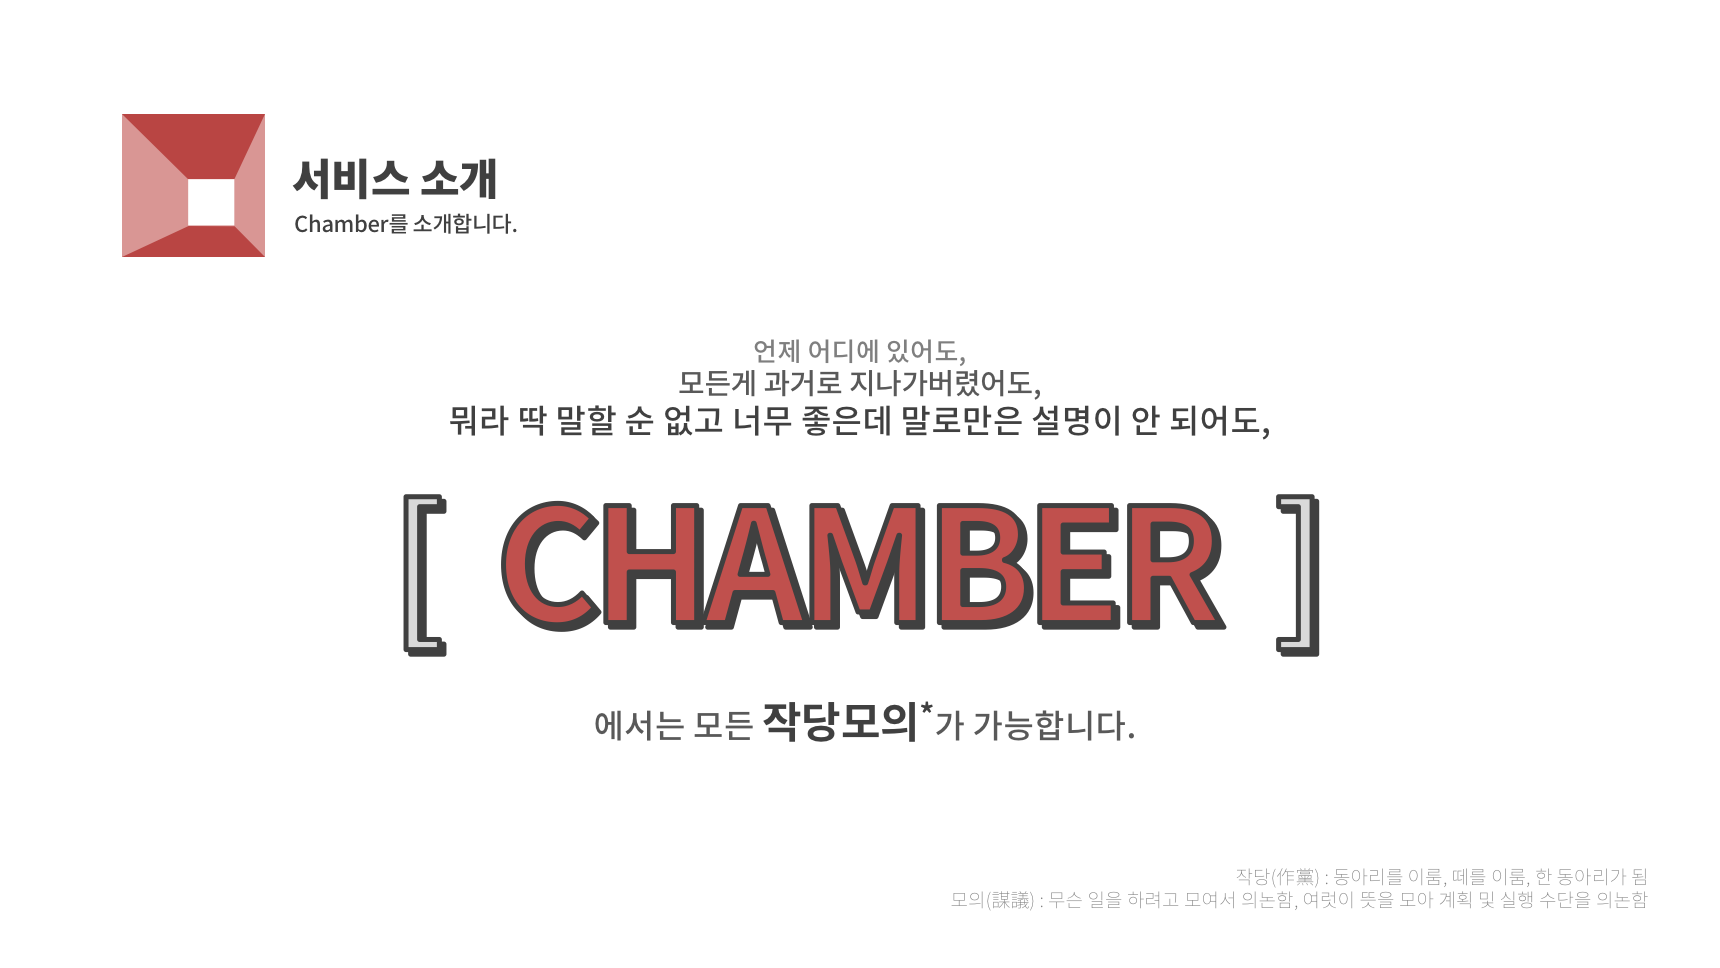 서비스 소개
Chamber를 소개합니다.
언제 어디에 있어도,
모든게 과거로 지나가버렸어도,
뭐라 딱 말할 순 없고 너무 좋은데 말로만은 설명이 안 되어도,
[ CHAMBER ]
에서는 모든 작당모의*가 가능합니다.
작당(作黨) : 동아리를 이룸, 떼를 이룸, 한 동아리가 됨
모의(謀議) : 무슨 일을 하려고 모여서 의논함, 여럿이 뜻을 모아 계획 및 실행 수단을 의논함